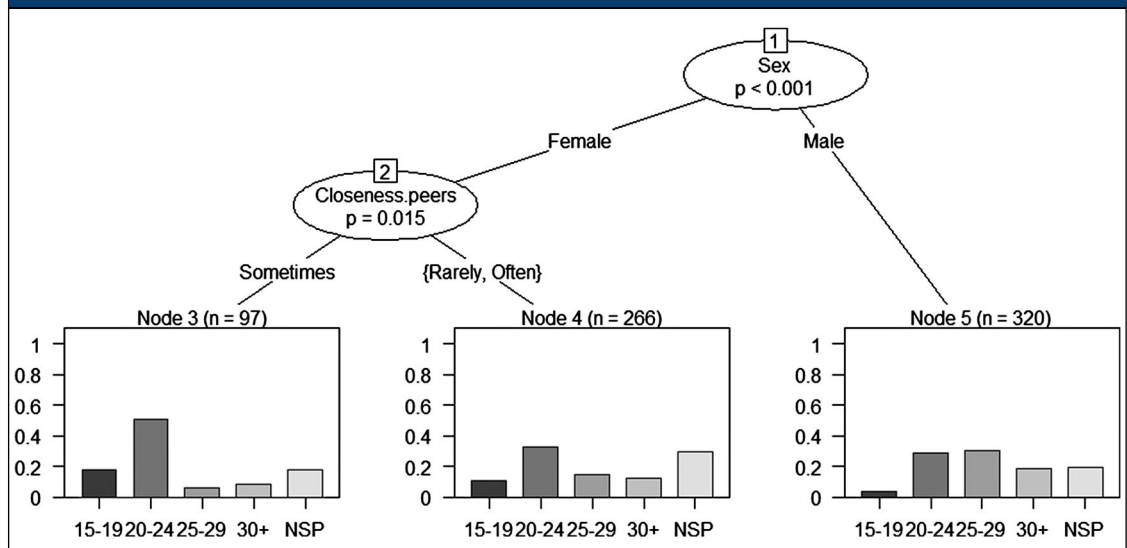 1
Sex
p < 0.001
Female
Male
2
Closeness.peers
p = 0.015
Sometimes
{Rarely, Often}
Node 3 (n = 97)
1
0.8
0.6
0.4
0.2
0
15-19 20-24 25-29 30+ NSP
Node 4 (n = 266)
1
0.8
0.6
0.4
0.2
0
15-19 20-24 25-29 30+ NSP
Node 5 (n = 320)
1
0.8
0.6
0.4
0.2
0
15-19 20-24 25-29 30+ NSP